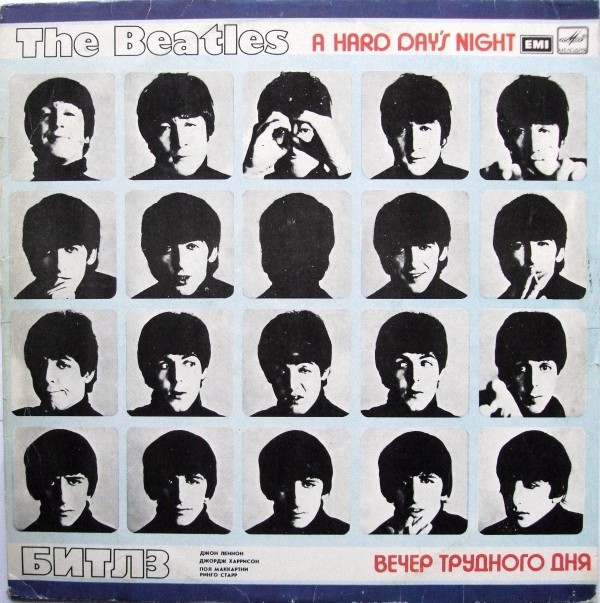 The Beatles
A HARD DAY'S NIGHT
EMI
БИТЛЗ
ДЖОН ЛЕННОН
ДЖОРДЖ ХАРРИСОН
ПОЛ МАККАРТНИ
РИНГО СТАРР
ВЕЧЕР ТРУДНОГО ДНЯ